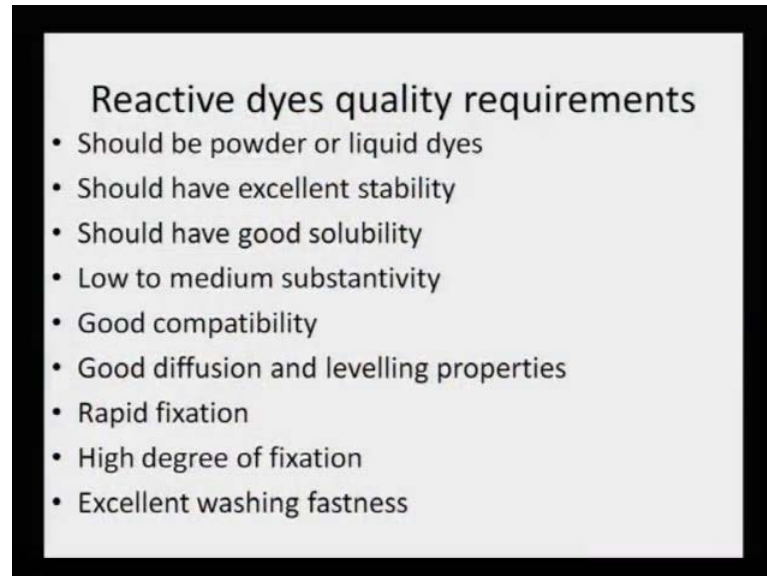 Reactive dyes quality requirements
• Should be powder or liquid dyes
• Should have excellent stability
• Should have good solubility
• Low to medium substantivity
• Good compatibility
• Good diffusion and levelling properties
• Rapid fixation
• High degree of fixation
• Excellent washing fastness